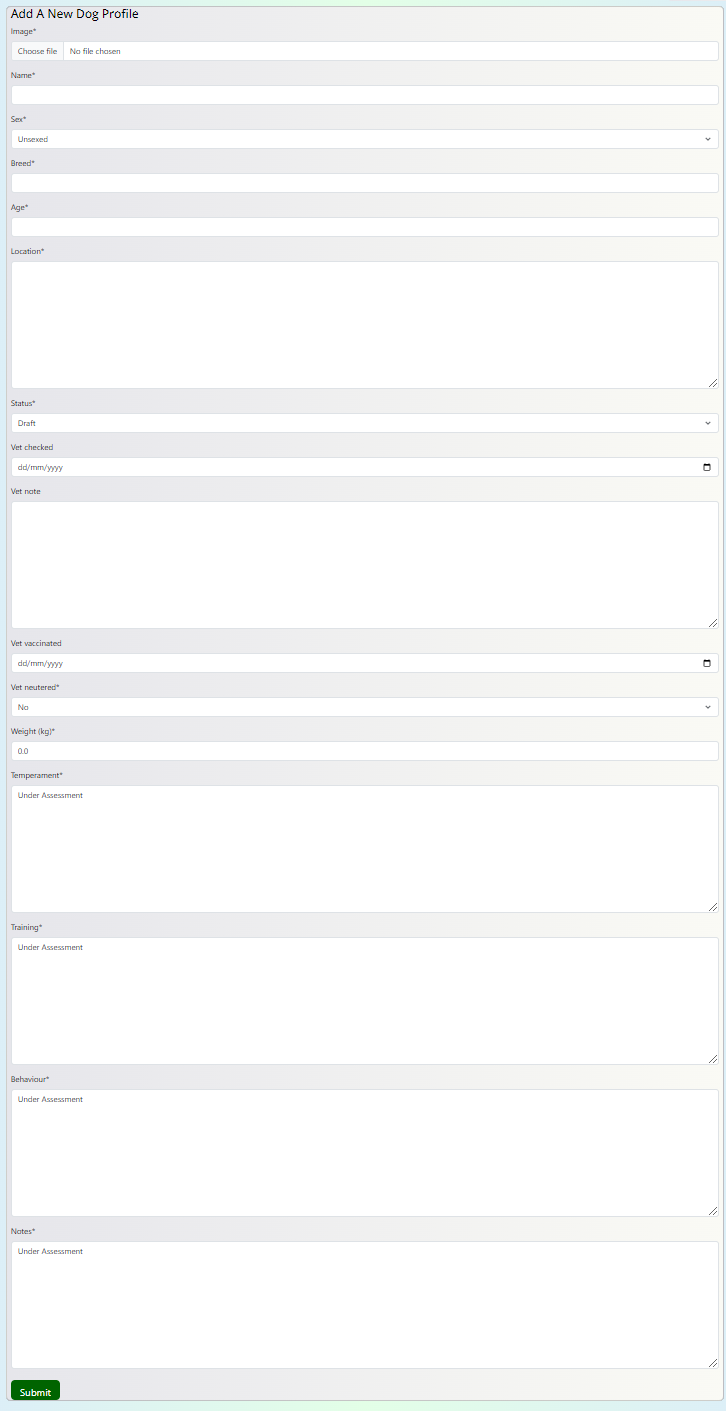 Add A New Dog Profile
Image*
Choose file No file chosen
Name*
Sex*
Unsexed
Breed*
Age*
Location*
Status*
Draft
Vet checked
dd/mm/yyyy
Vet note
Vet vaccinated
dd/mm/yyyy
Vet neutered*
No
Weight (kg)*
0.0
Temperament*
Under Assessment
Training*
Under Assessment
Behaviour*
Under Assessment
Notes*
Under Assessment
Submit